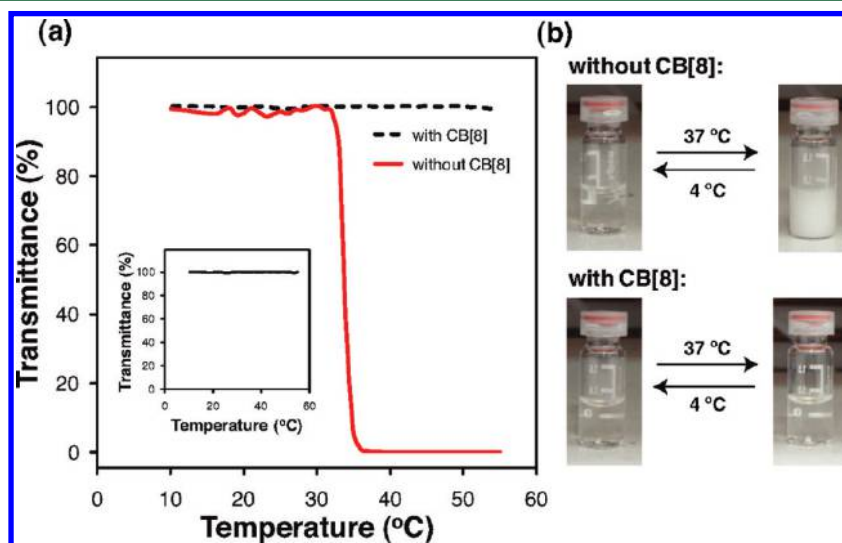 (a)
100
80
60
40
20
0
Transmittance (%)
with CB[8]
without CB[8]
120
100
80
60
40
20
0
Transmittance (%)
0 20 40 60
Temperature (°C)
0 10 20 30 40 50 60
Temperature (°C)
(b)
without CB[8]:
37 °C
4 °C
with CB[8]:
37 °C
4 °C